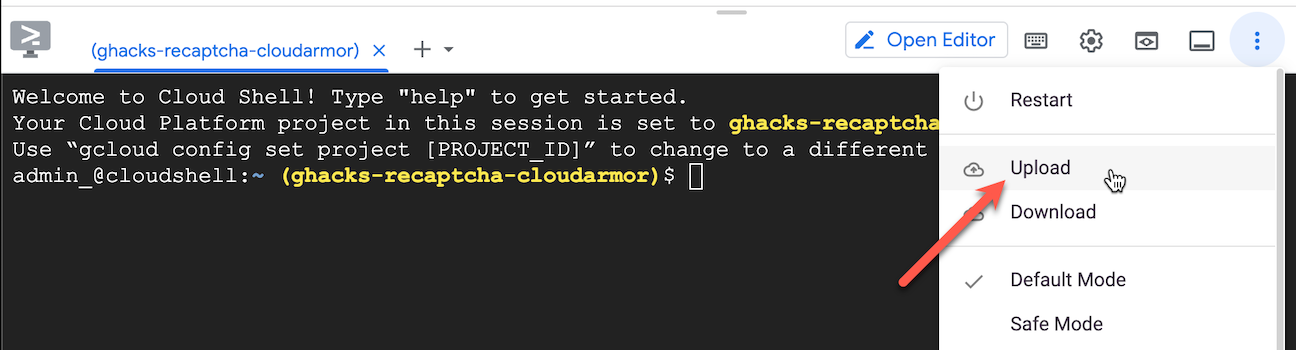 (ghacks-recaptcha-cloudarmor)
Open Editor
Welcome to Cloud Shell! Type "help" to get started.
Your Cloud Platform project in this session is set to ghacks-recaptcha
Use “gcloud config set project [PROJECT_ID]” to change to a different
admin_@cloudshell:~ (ghacks-recaptcha-cloudarmor)$
Restart
Upload
Download
Default Mode
Safe Mode